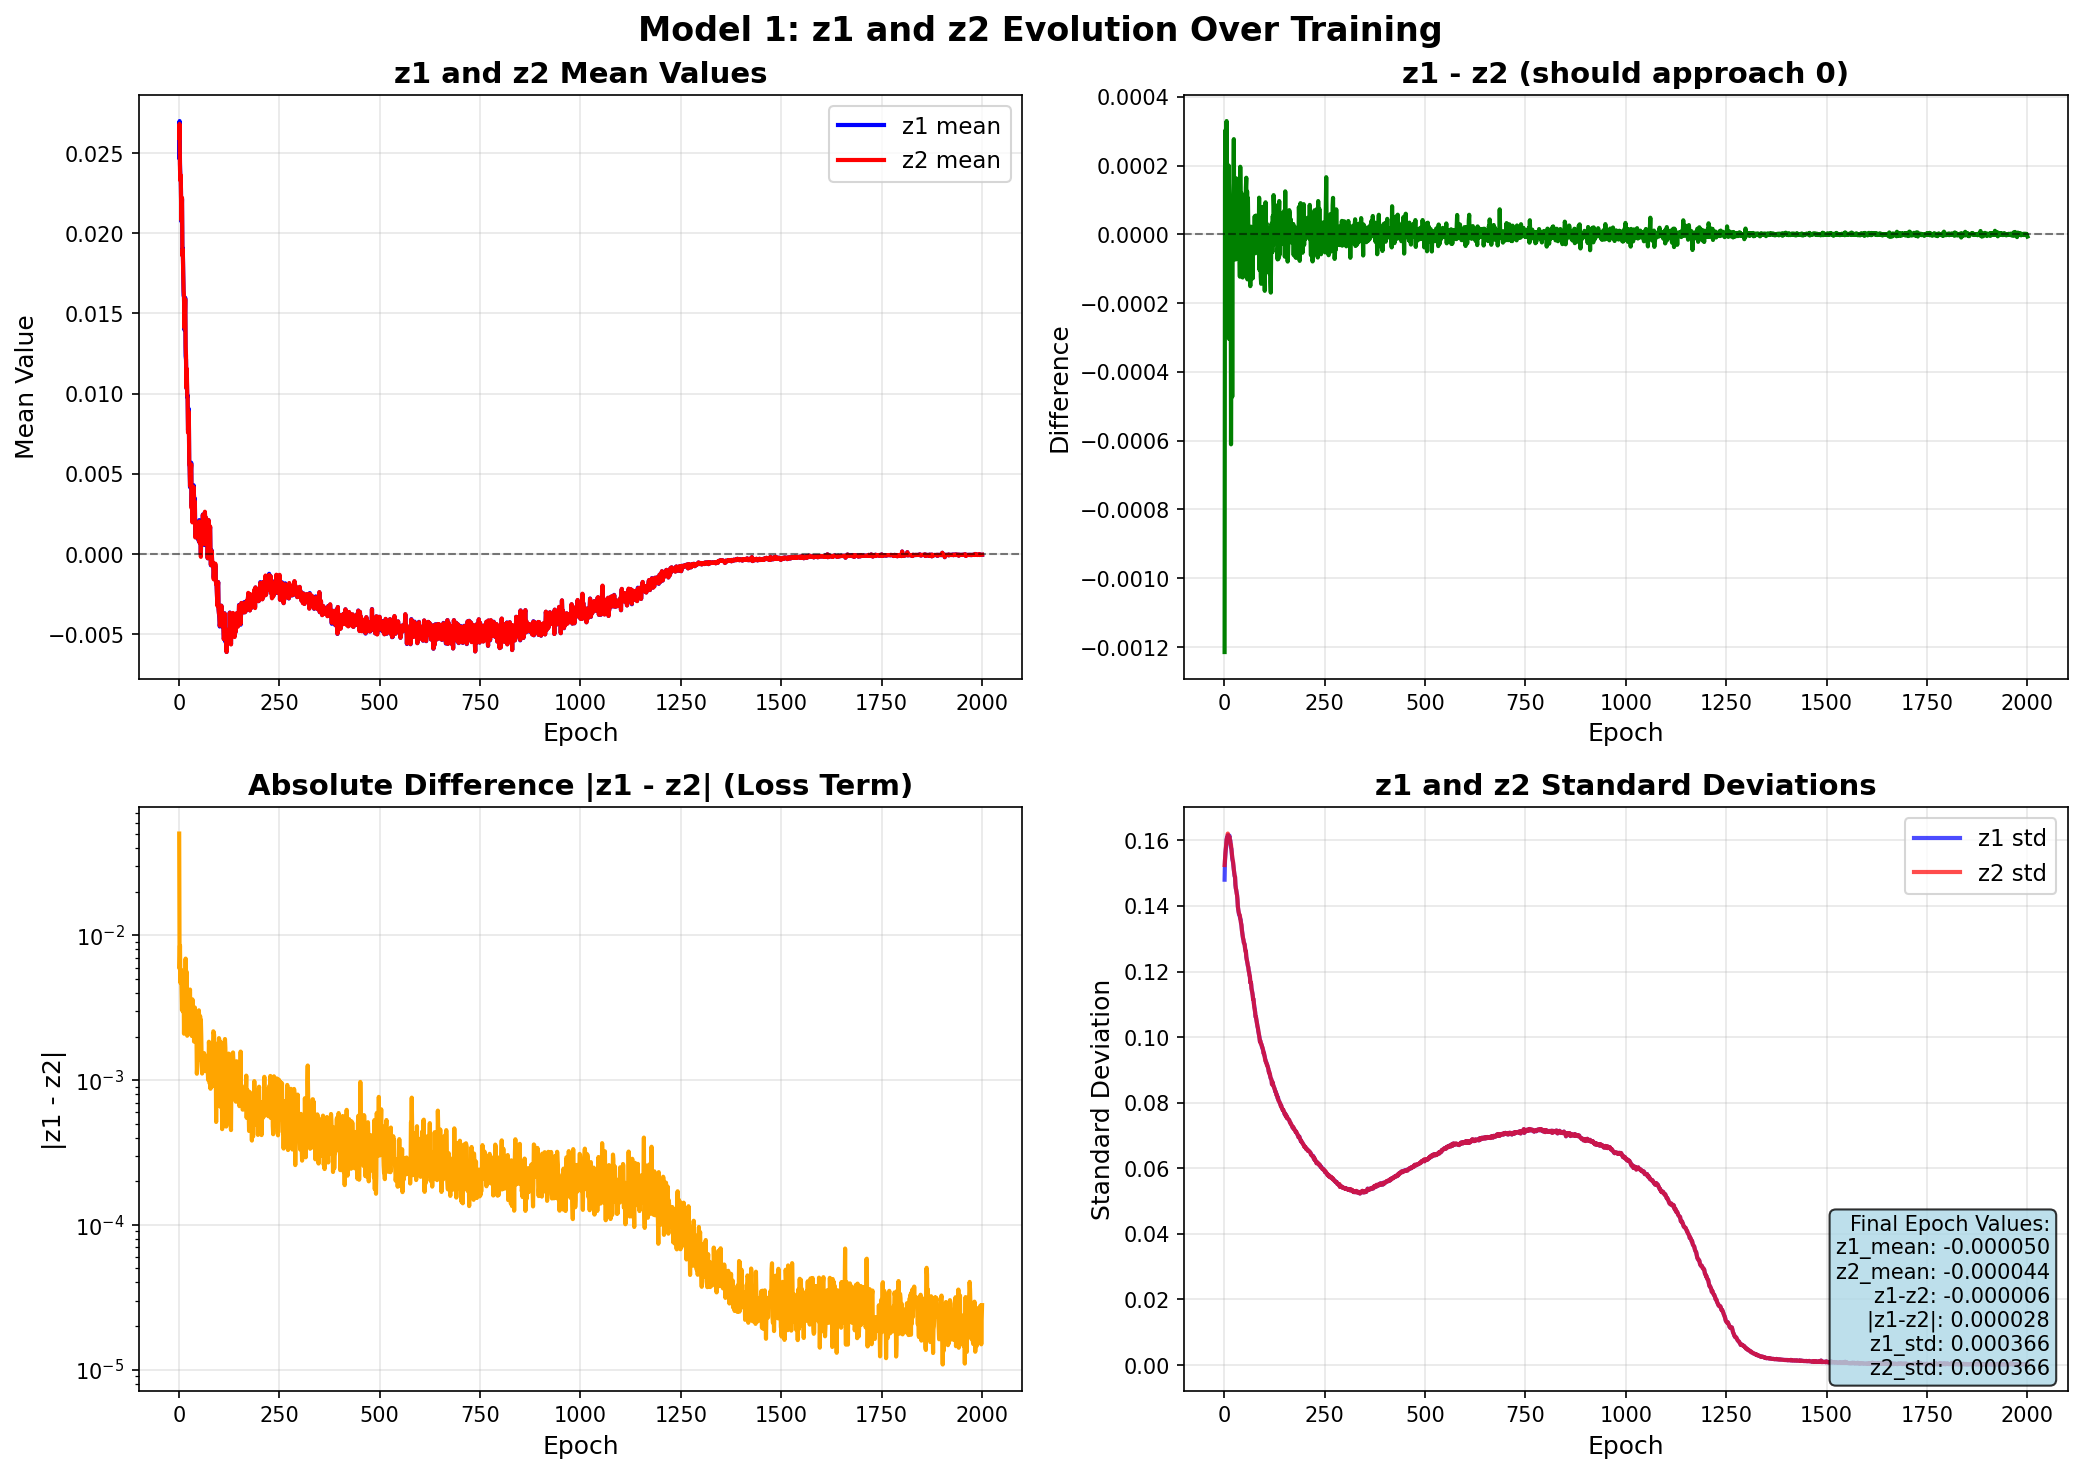 Model 1: z1 and z2 Evolution Over Training
z1 and z2 Mean Values
z1 mean
z2 mean
0.025
0.020
0.015
0.010
0.005
0.000
−0.005
Mean Value
0
250
500
750
1000
1250
1500
1750
2000
Epoch
z1 - z2 (should approach 0)
0.0004
0.0002
0.0000
−0.0002
−0.0004
−0.0006
−0.0008
−0.0010
−0.0012
Difference
0
250
500
750
1000
1250
1500
1750
2000
Epoch
Absolute Difference |z1 - z2| (Loss Term)
10⁻²
10⁻³
10⁻⁴
10⁻⁵
|z1 - z2|
0
250
500
750
1000
1250
1500
1750
2000
Epoch
z1 and z2 Standard Deviations
z1 std
z2 std
0.16
0.14
0.12
0.10
0.08
0.06
0.04
0.02
0.00
Standard Deviation
Final Epoch Values:
z1_mean: -0.000050
z2_mean: -0.000044
z1-z2: -0.000006
|z1-z2|: 0.000028
z1_std: 0.000366
z2_std: 0.000366
0
250
500
750
1000
1250
1500
1750
2000
Epoch